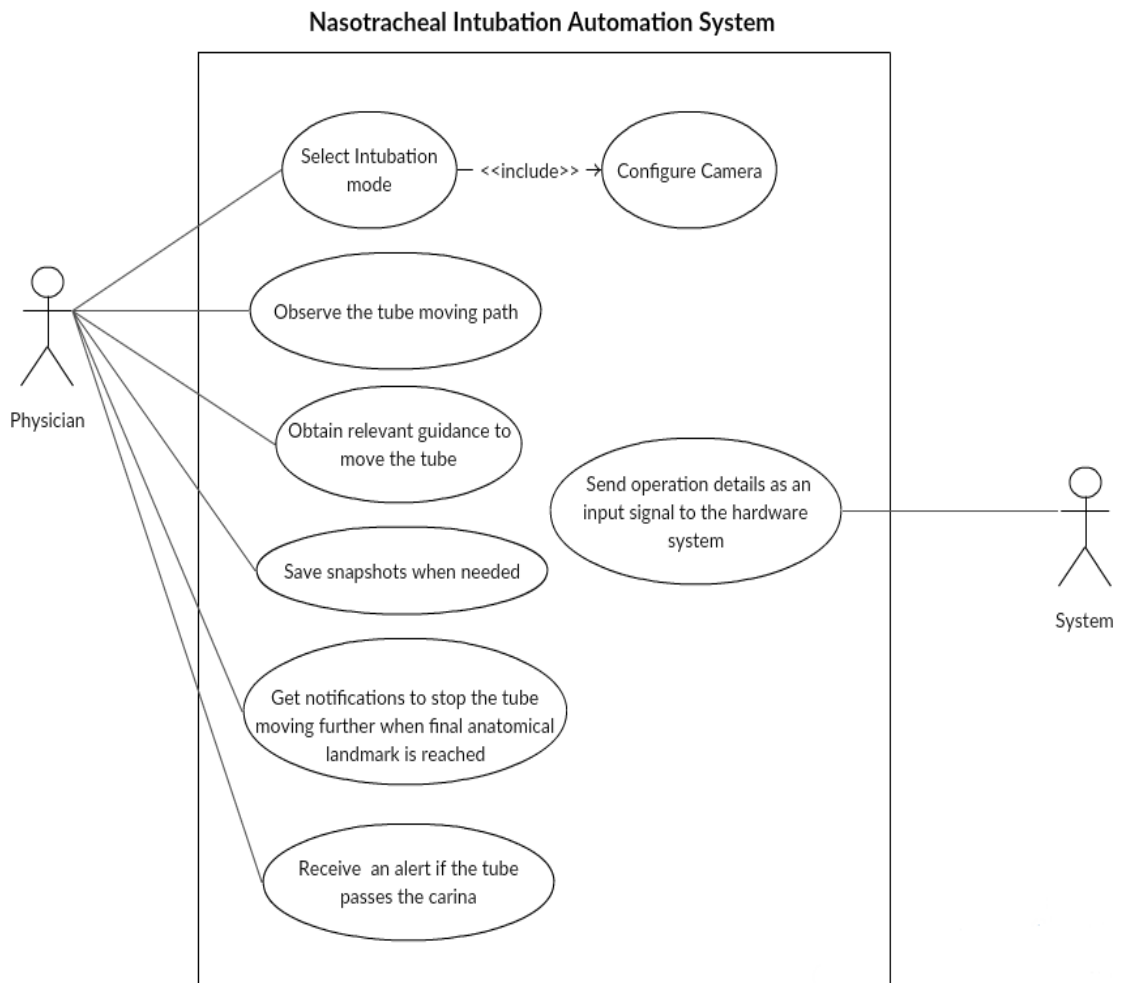 Nasotracheal Intubation Automation System
Select Intubation
mode
<<include>>
Configure Camera
Observe the tube moving path
Physician
Obtain relevant guidance to
move the tube
Send operation details as an
input signal to the hardware
system
Save snapshots when needed
System
Get notifications to stop the tube
moving further when final anatomical
landmark is reached
Receive  an alert if the tube
passes the carina